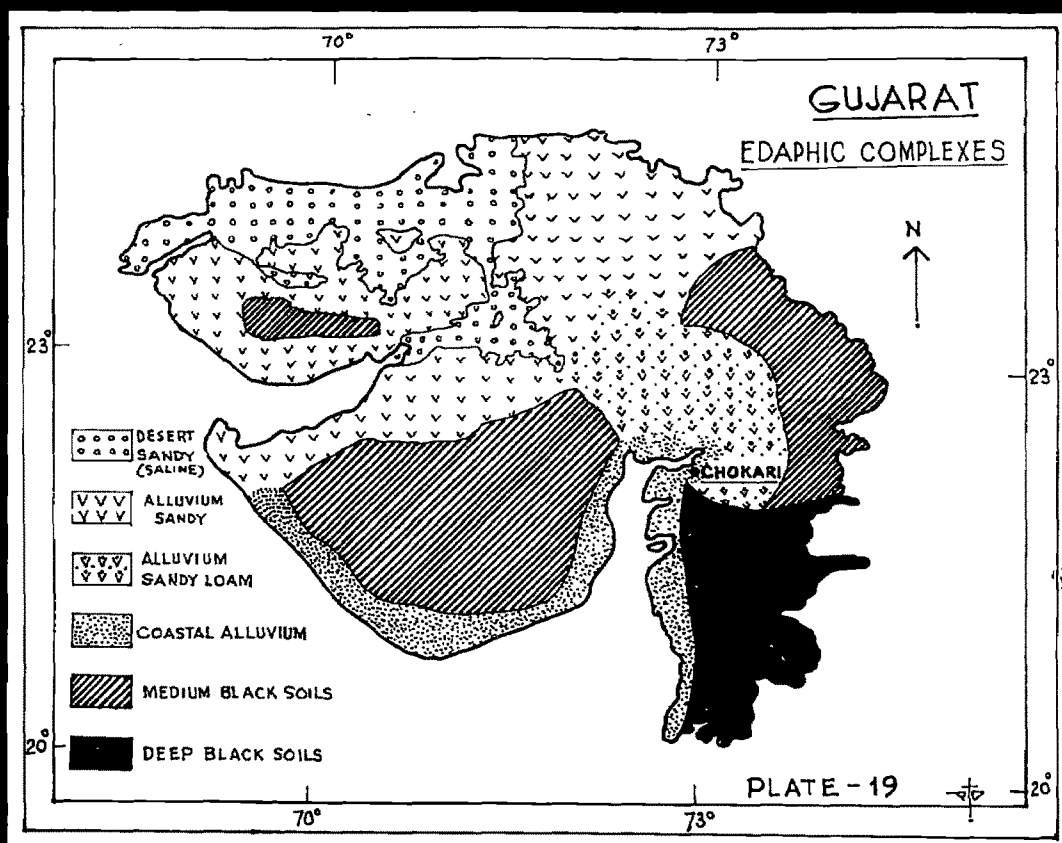 70°
73°
GUJARAT
EDAPHIC COMPLEXES
N
23°
23°
DESERT
SANDY
(SALINE)
ALLUVIUM
SANDY
CHOKARI
ALLUVIUM
SANDY LOAM
COASTAL ALLUVIUM
MEDIUM BLACK SOILS
DEEP BLACK SOILS
20°
20°
PLATE - 19
70°
73°